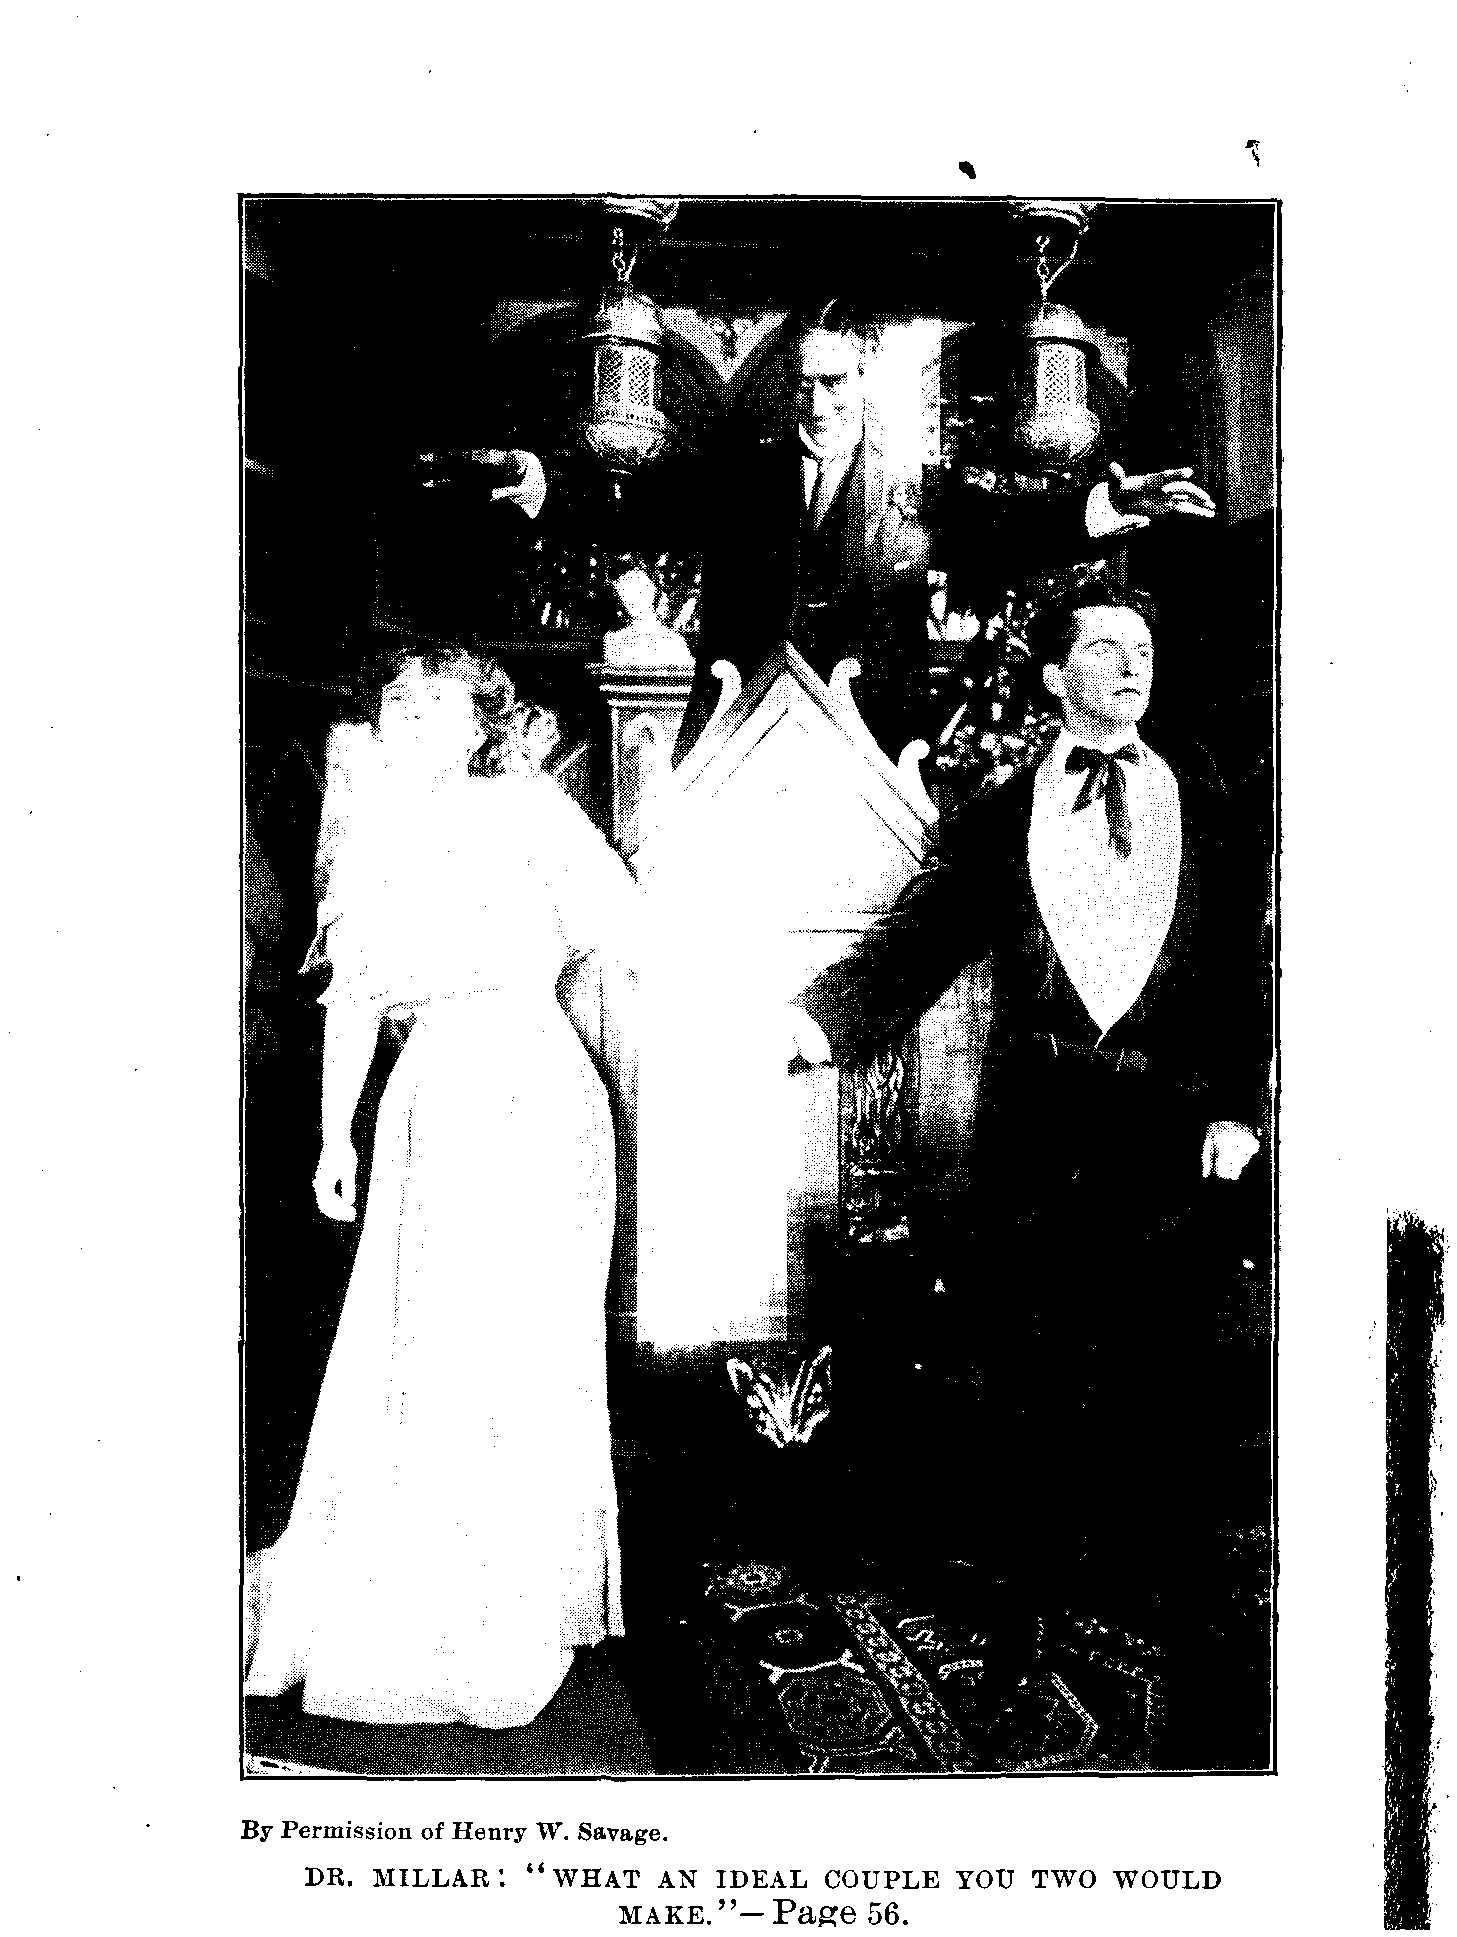 By Permission of Henry W. Savage.
DR. MILLAR: "WHAT AN IDEAL COUPLE YOU TWO WOULD
MAKE."—Page 56.